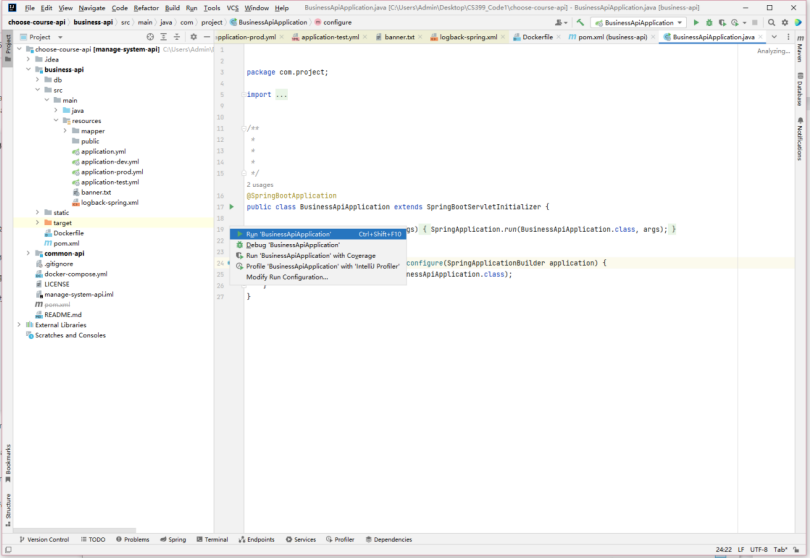 File Edit View Navigate Code Refactor Build Run Tools VCS Window Help BusinessApiApplication.java [C:\Users\Admin\Desktop\CS399_Code1\choose-course-api] - BusinessApiApplication.java [business-api]
choose-course-api business-api src main java com project BusinessApiApplication configure BusinessApiApplication
Project application-prod.yml application-test.yml banner.txt logback-spring.xml Dockerfile pom.xml (business-api) BusinessApiApplication.java
Analyzing...
choose-course-api [manage-system-api] C:\Users\Admin\
.idea
business-api
db
src
main
java
resources
mapper
public
application.yml
application-dev.yml
application-prod.yml
application-test.yml
banner.txt
logback-spring.xml
static
target
Dockerfile
pom.xml
common-api
.gitignore
docker-compose.yml
LICENSE
manage-system-api.iml
pom.xml
README.md
External Libraries
Scratches and Consoles
1
2
3 package com.project;
4
5 import ...
9
10
11 /**
12 *
13 *
14 *
15 */
2 usages
16 @SpringBootApplication
17 public class BusinessApiApplication extends SpringBootServletInitializer {
18
19 gs) { SpringApplication.run(BusinessApiApplication.class, args); }
22
24 configure(SpringApplicationBuilder application) {
25 nessApiApplication.class);
26 }
27 }
Run 'BusinessApiApplication' Ctrl+Shift+F10
Debug 'BusinessApiApplication'
Run 'BusinessApiApplication' with Coverage
Profile 'BusinessApiApplication' with 'IntelliJ Profiler'
Modify Run Configuration...
Project
Bookmarks
Structure
Maven
Database
Notifications
Version Control TODO Problems Spring Terminal Endpoints Services Profiler Dependencies
24:22 LF UTF-8 Tab*